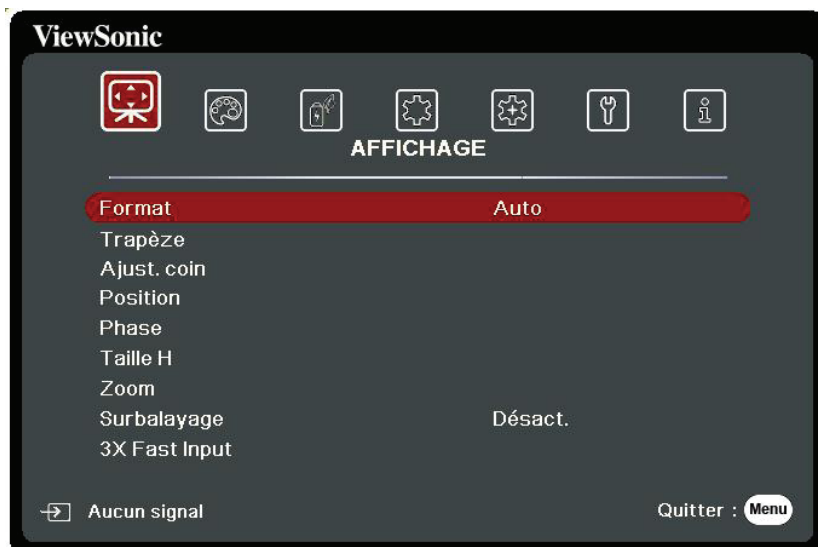 ViewSonic
AFFICHAGE
Format Auto
Trapèze
Ajust. coin
Position
Phase
Taille H
Zoom
Surbalayage Désact.
3X Fast Input
Aucun signal Quitter : Menu